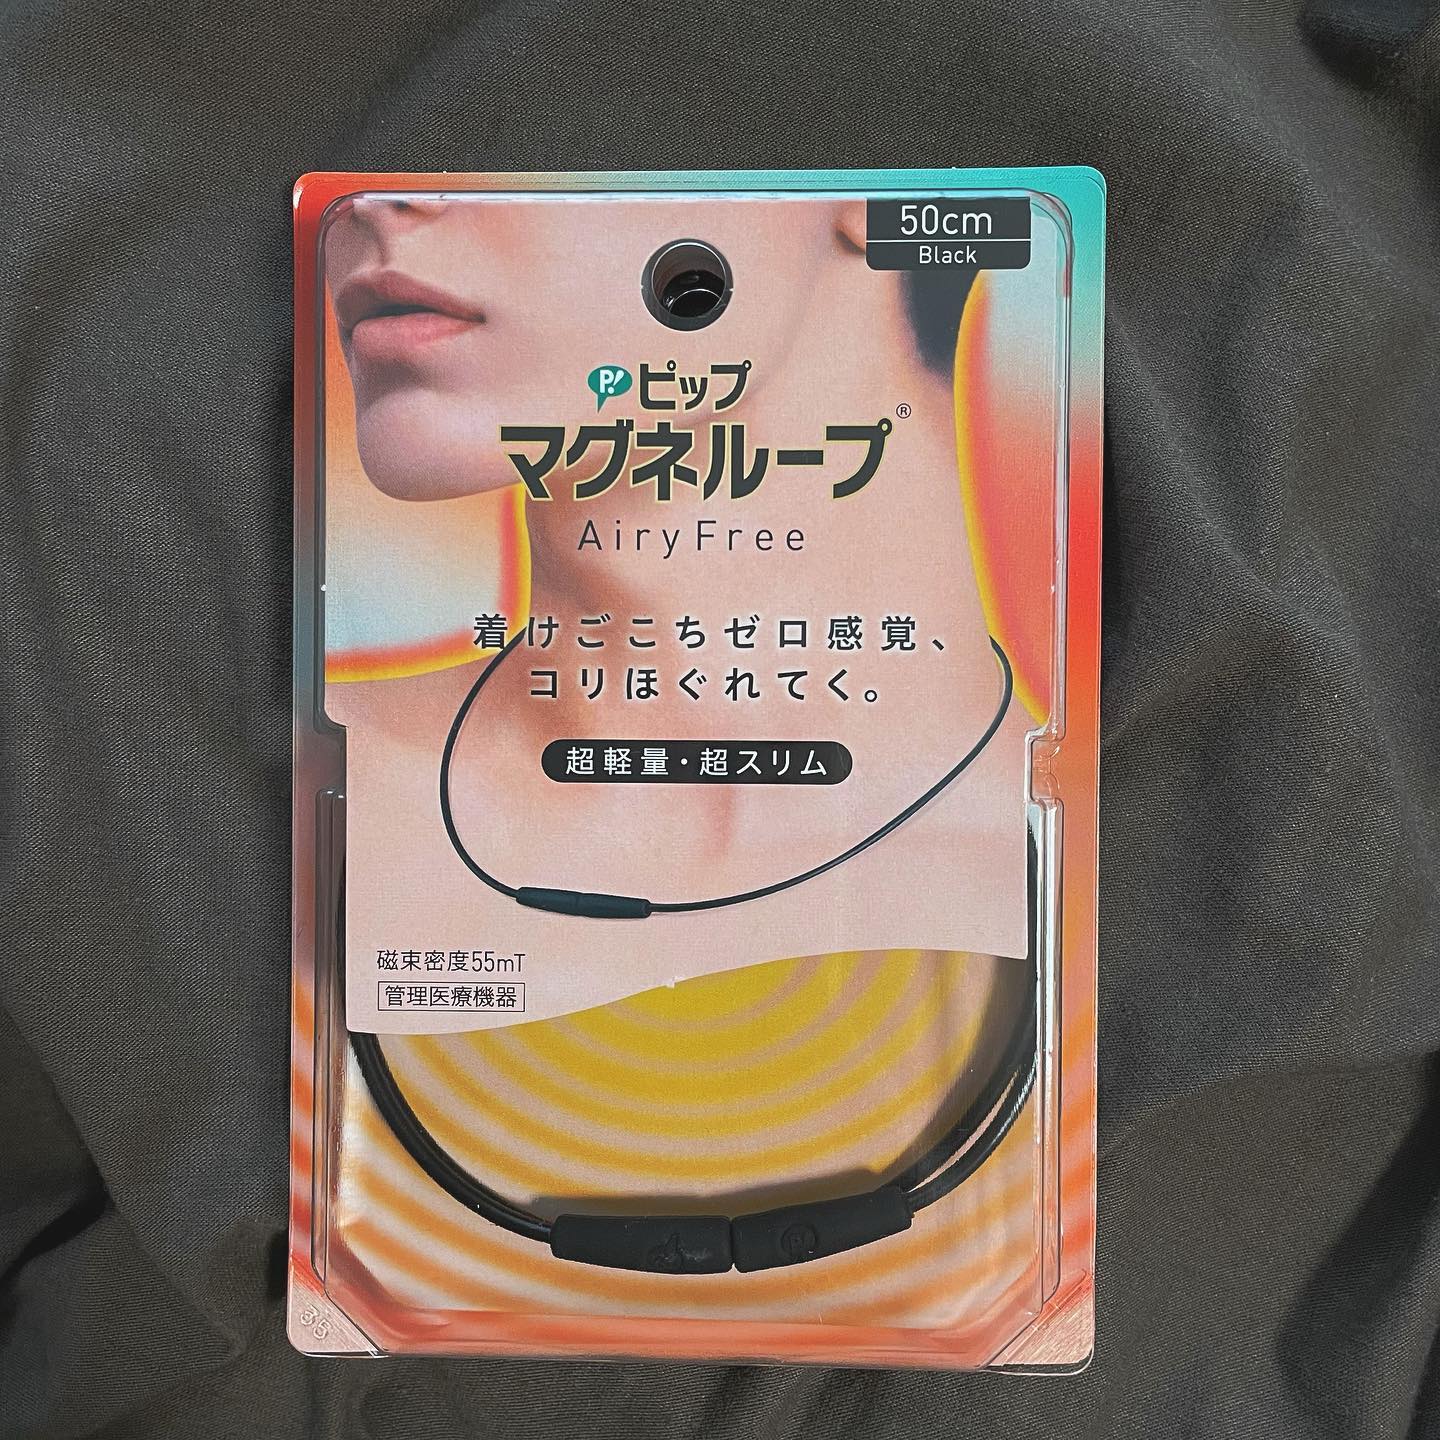 50cm
Black
P!ピップ
マグネループ®
AiryFree
着けごこちゼロ感覚、
コリほぐれてく。
超軽量・超スリム
磁束密度55mT
管理医療機器
35